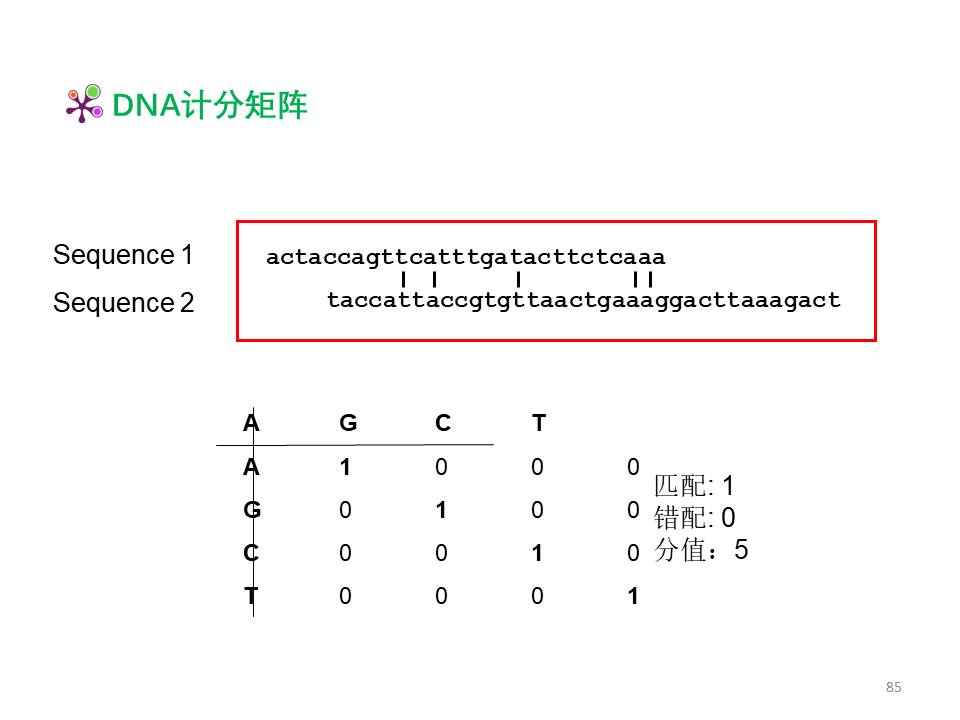 DNA计分矩阵
Sequence 1 actaccagttcatttgatacttctcaaa
Sequence 2 taccattaccgtgttaactgaaaggacttaaagact
A G C T
A 1 0 0 0
G 0 1 0 0
C 0 0 1 0
T 0 0 0 1
匹配: 1
错配: 0
分值：5
85